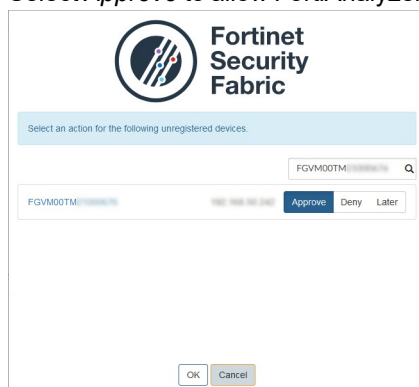 Select Approve to allow FortiAnalyzer
Fortinet
Security
Fabric
Select an action for the following unregistered devices.
FGVM00TM
FGVM00TM Approve Deny Later
OK Cancel